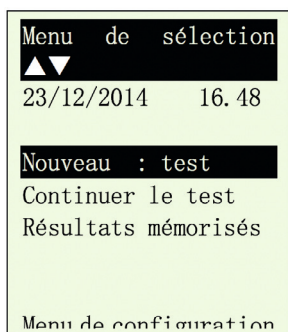 Menu de sélection
▲▼
23/12/2014 16.48
Nouveau : test
Continuer le test
Résultats mémorisés
Menu de configuration